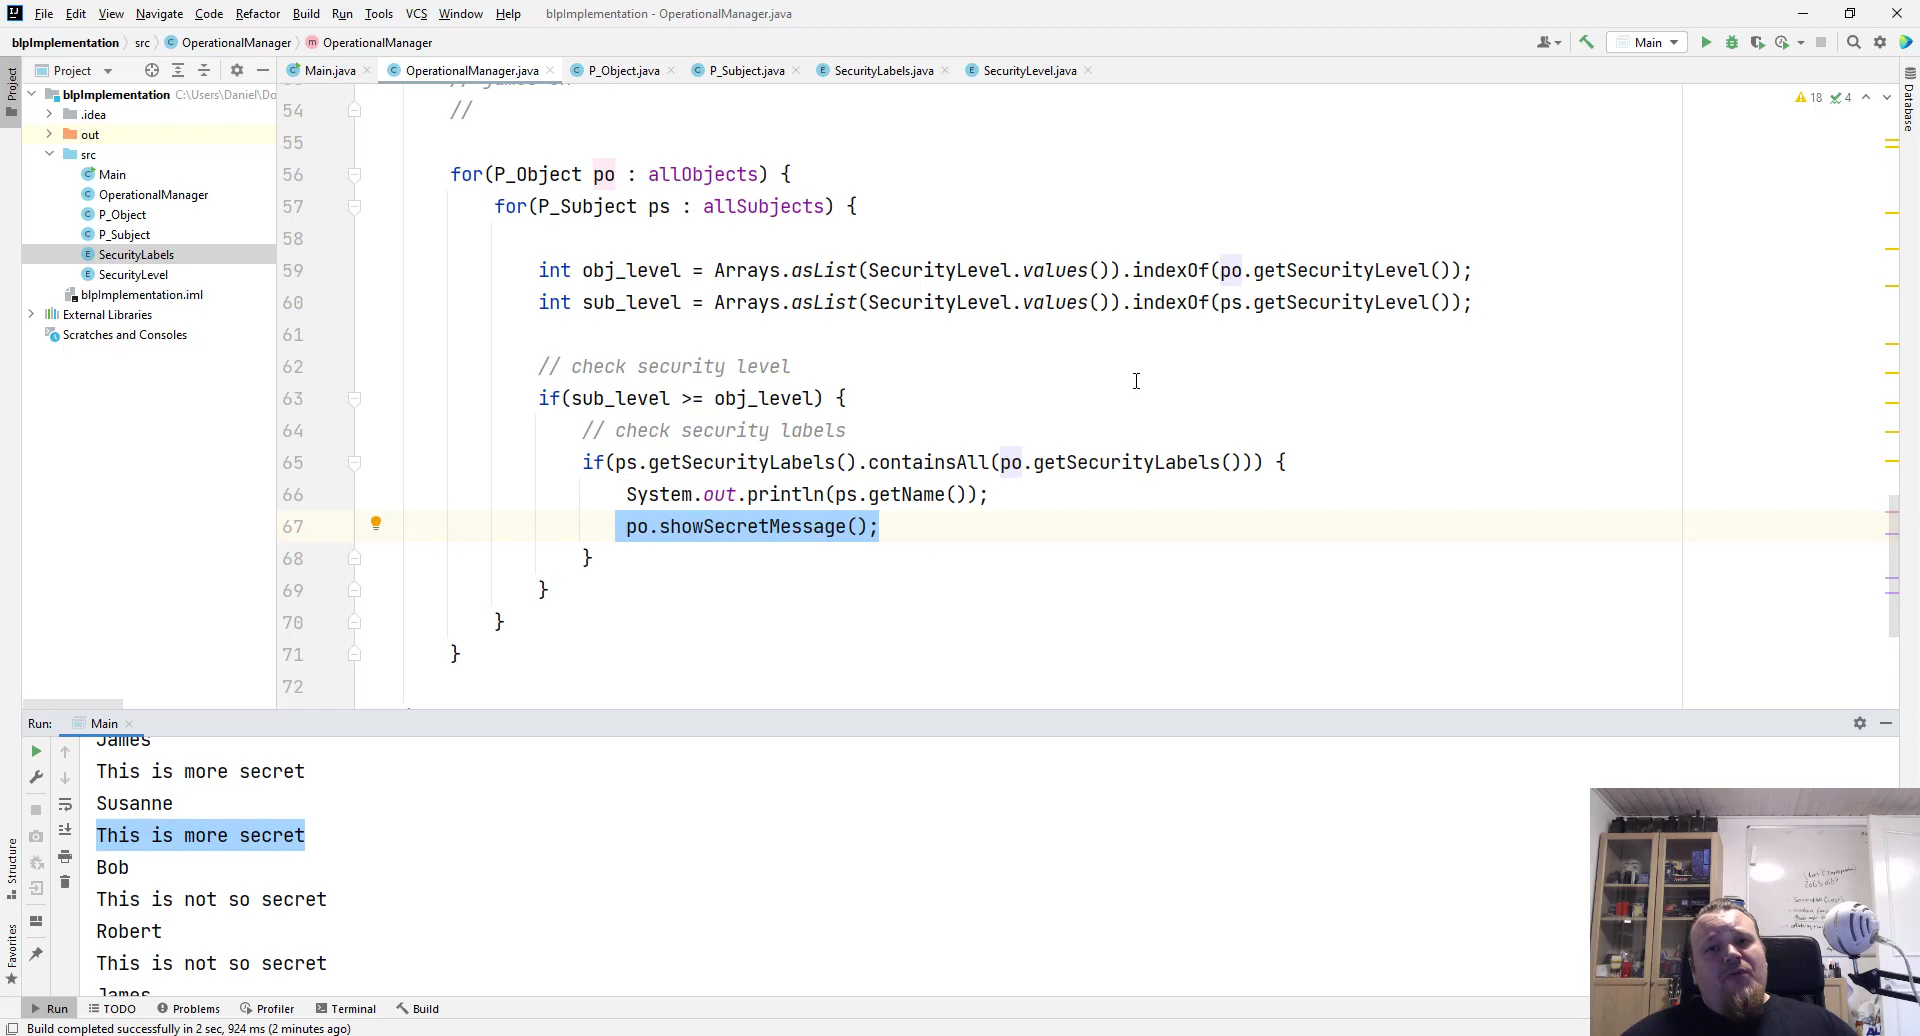 File Edit View Navigate Code Refactor Build Run Tools VCS Window Help blpImplementation - OperationalManager.java
blpImplementation src OperationalManager OperationalManager Main
Project Main.java OperationalManager.java P_Object.java P_Subject.java SecurityLabels.java SecurityLevel.java
Project
Database
blpImplementation C:\Users\Daniel\Do
.idea
out
src
Main
OperationalManager
P_Object
P_Subject
SecurityLabels
SecurityLevel
blpImplementation.iml
External Libraries
Scratches and Consoles
18 4
54 //
55
56 for(P_Object po : allObjects) {
57 for(P_Subject ps : allSubjects) {
58
59 int obj_level = Arrays.asList(SecurityLevel.values()).indexOf(po.getSecurityLevel());
60 int sub_level = Arrays.asList(SecurityLevel.values()).indexOf(ps.getSecurityLevel());
61
62 // check security level
63 if(sub_level >= obj_level) {
64 // check security labels
65 if(ps.getSecurityLabels().containsAll(po.getSecurityLabels())) {
66 System.out.println(ps.getName());
67 po.showSecretMessage();
68 }
69 }
70 }
71 }
72
Run: Main
James
This is more secret
Susanne
This is more secret
Bob
This is not so secret
Robert
This is not so secret
James
Structure
Favorites
Run TODO Problems Profiler Terminal Build
Build completed successfully in 2 sec, 924 ms (2 minutes ago)